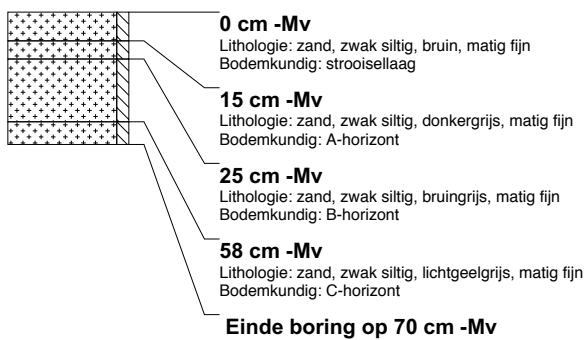 0 cm -Mv
Lithologie: zand, zwak siltig, bruin, matig fijn
Bodemkundig: strooisellaag
15 cm -Mv
Lithologie: zand, zwak siltig, donkergrijs, matig fijn
Bodemkundig: A-horizont
25 cm -Mv
Lithologie: zand, zwak siltig, bruingrijs, matig fijn
Bodemkundig: B-horizont
58 cm -Mv
Lithologie: zand, zwak siltig, lichtgeelgrijs, matig fijn
Bodemkundig: C-horizont
Einde boring op 70 cm -Mv